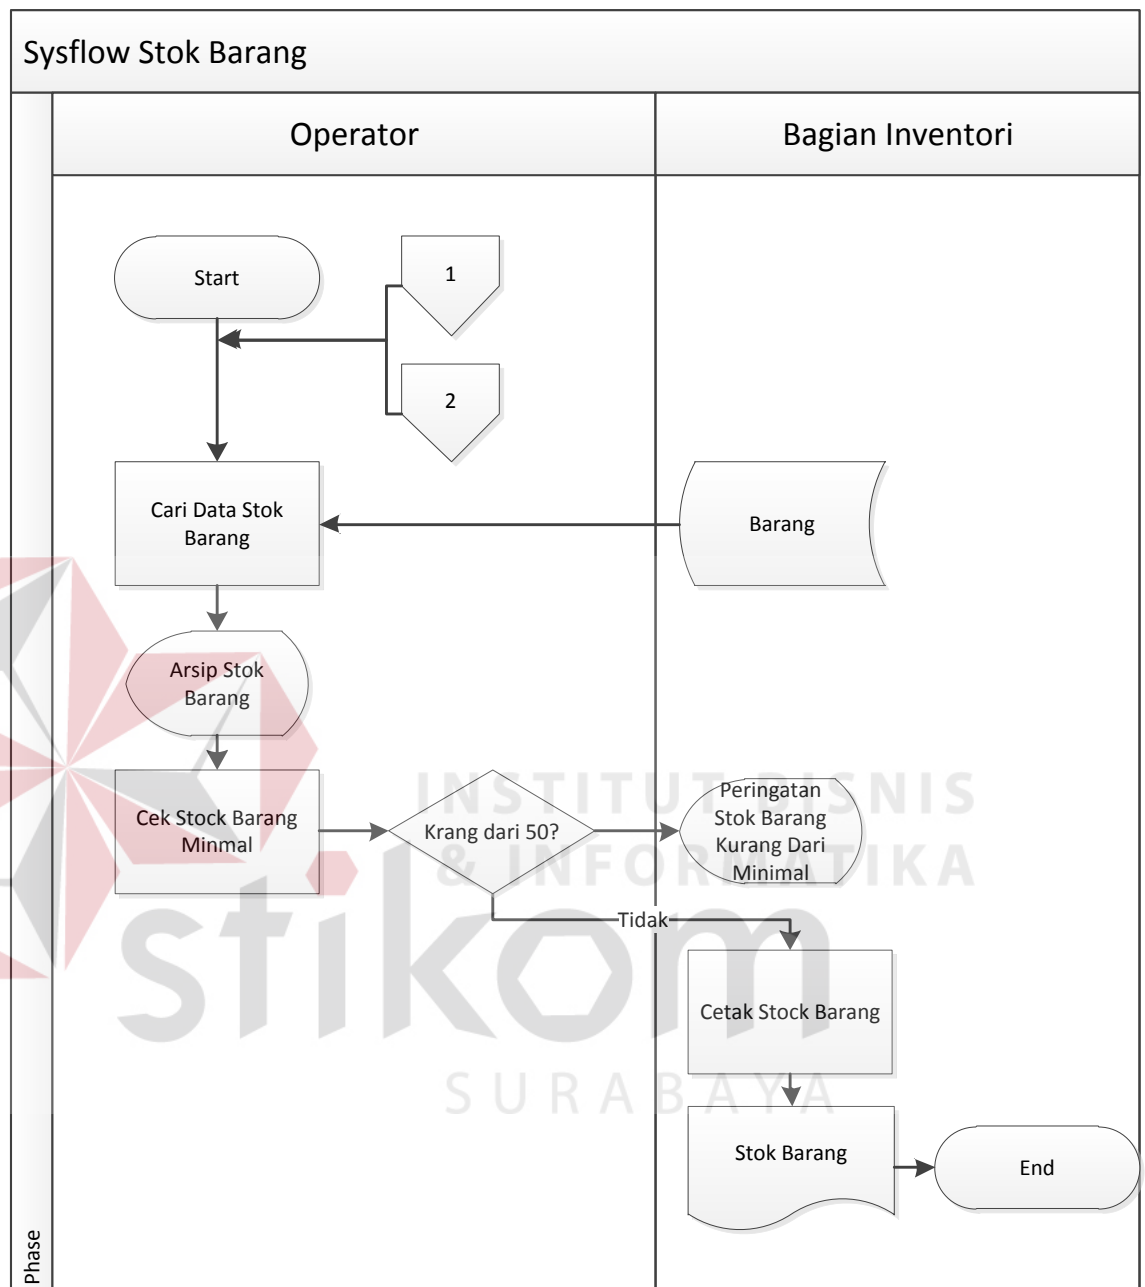 Sysflow Stok Barang
Operator
Bagian Inventori
Start
1
2
Cari Data Stok
Barang
Barang
Arsip Stok
Barang
Cek Stock Barang
Minmal
Krang dari 50?
Peringatan
Stok Barang
Kurang Dari
Minimal
Tidak
Cetak Stock Barang
Stok Barang
End
Phase
INSTITUT BISNIS
& INFORMATIKA
stikom
SURABAYA